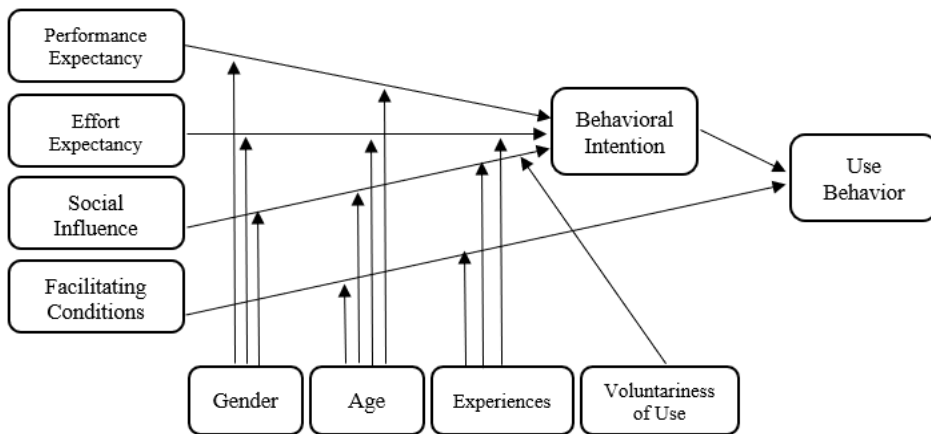 Performance
Expectancy
Effort
Expectancy
Social
Influence
Facilitating
Conditions
Behavioral
Intention
Use
Behavior
Gender
Age
Experiences
Voluntariness
of Use